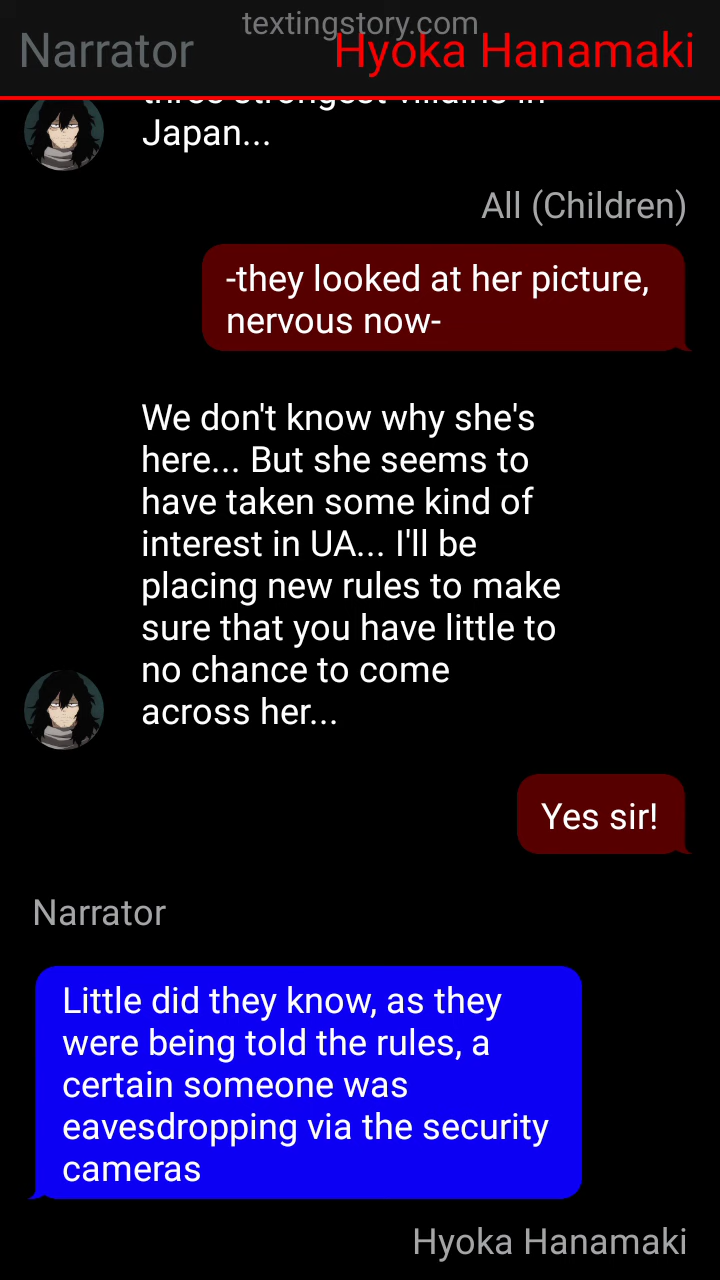 textingstory.com
Narrator
Hyoka Hanamaki
three strongest villains in
Japan...
All (Children)
-they looked at her picture,
nervous now-
We don't know why she's
here... But she seems to
have taken some kind of
interest in UA... I'll be
placing new rules to make
sure that you have little to
no chance to come
across her...
Yes sir!
Narrator
Little did they know, as they
were being told the rules, a
certain someone was
eavesdropping via the security
cameras
Hyoka Hanamaki